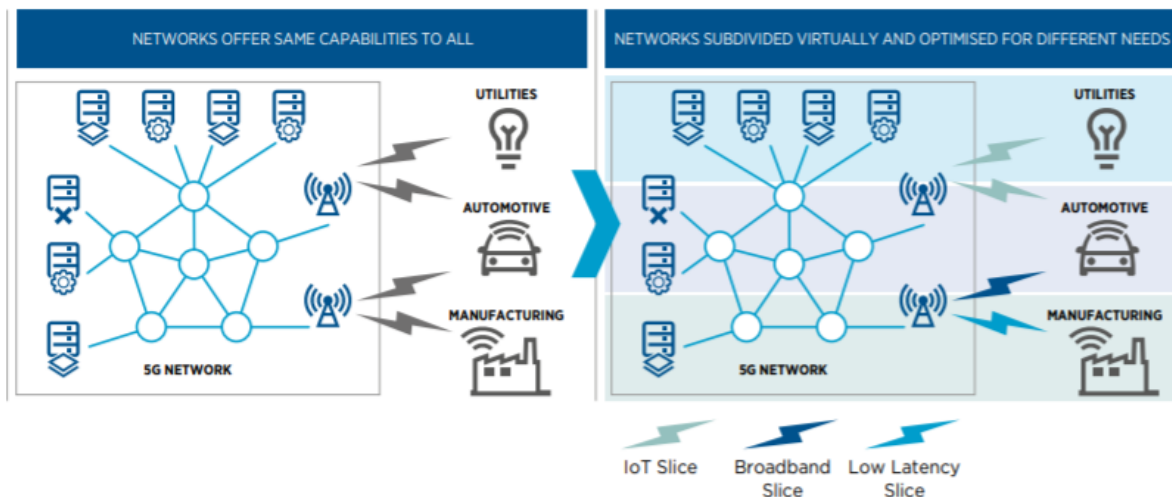 NETWORKS OFFER SAME CAPABILITIES TO ALL
UTILITIES
AUTOMOTIVE
MANUFACTURING
5G NETWORK
NETWORKS SUBDIVIDED VIRTUALLY AND OPTIMISED FOR DIFFERENT NEEDS
UTILITIES
AUTOMOTIVE
MANUFACTURING
5G NETWORK
IoT Slice
Broadband
Slice
Low Latency
Slice